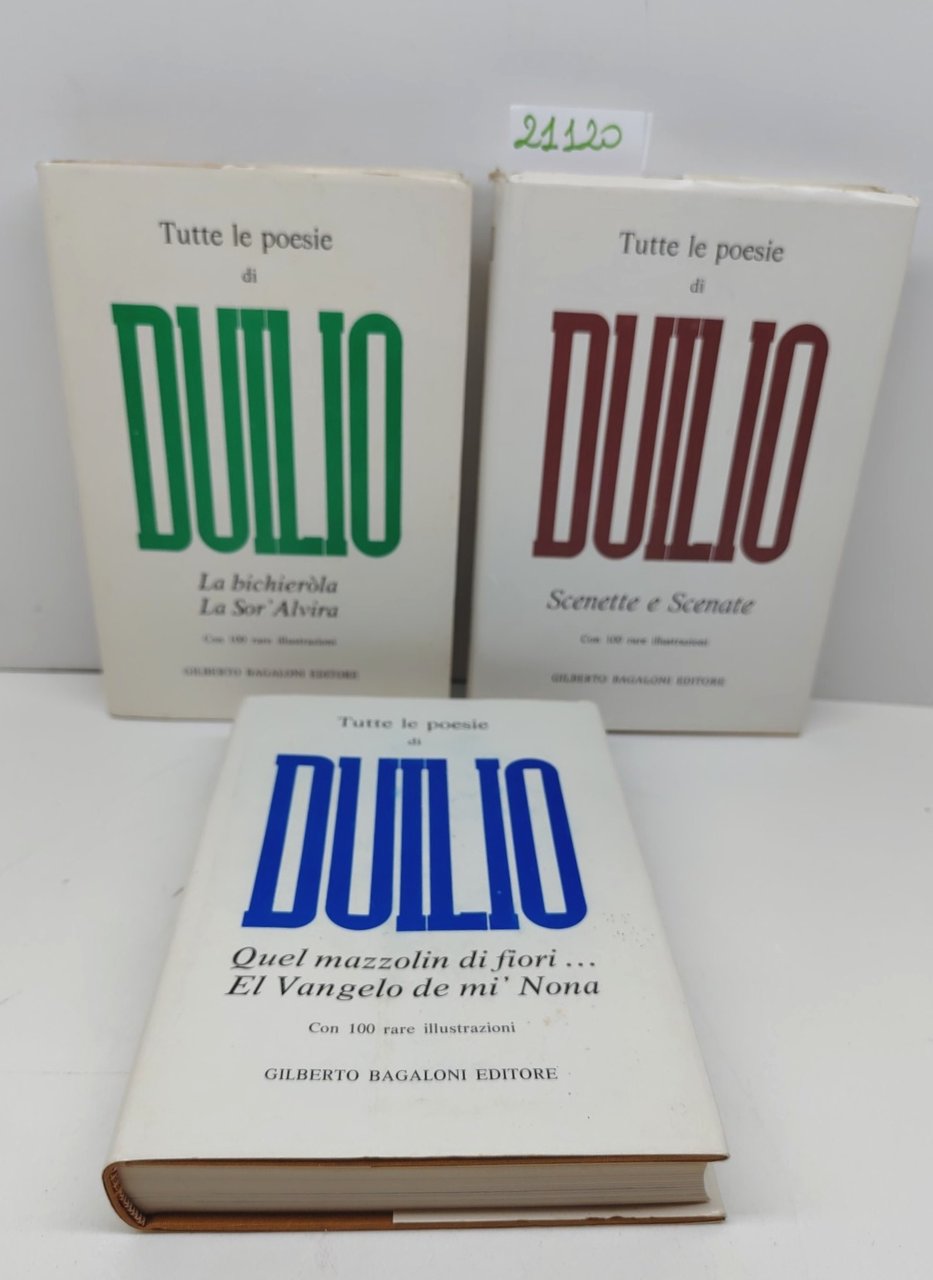 21120
Tutte le poesie
di
DUILIO
La bichieròla
La Sor' Alvira
Con 100 rare illustrazioni
GILBERTO BAGALONI EDITORE
Tutte le poesie
di
DUILIO
Scenette e Scenate
Con 100 rare illustrazioni
GILBERTO BAGALONI EDITORE
Tutte le poesie
di
DUILIO
Quel mazzolin di fiori ...
El Vangelo de mi' Nona
Con 100 rare illustrazioni
GILBERTO BAGALONI EDITORE